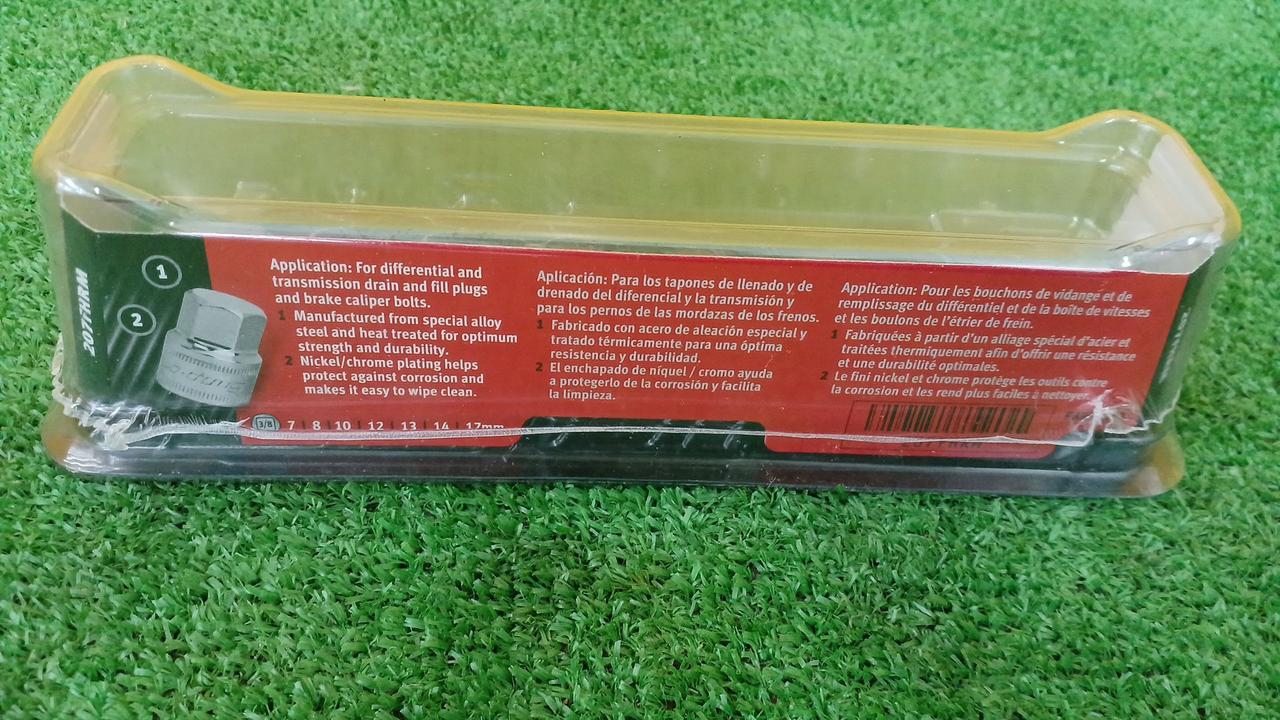 207THRM
1
2
Application: For differential and
transmission drain and fill plugs
and brake caliper bolts.
1 Manufactured from special alloy
steel and heat treated for optimum
strength and durability.
2 Nickel/chrome plating helps
protect against corrosion and
makes it easy to wipe clean.
3/8 7 | 8 | 10 | 12 | 13 | 14 | 17mm
Aplicación: Para los tapones de llenado y de
drenado del diferencial y la transmisión y
para los pernos de las mordazas de los frenos.
1 Fabricado con acero de aleación especial y
tratado térmicamente para una óptima
resistencia y durabilidad.
2 El enchapado de níquel / cromo ayuda
a protegerlo de la corrosión y facilita
la limpieza.
Application: Pour les bouchons de vidange et de
remplissage du différentiel et de la boîte de vitesses
et les boulons de l'étrier de frein.
1 Fabriquées à partir d'un alliage spécial d'acier et
traitées thermiquement afin d'offrir une résistance
et une durabilité optimales.
2 Le fini nickel et chrome protège les outils contre
la corrosion et les rend plus faciles à nettoyer.